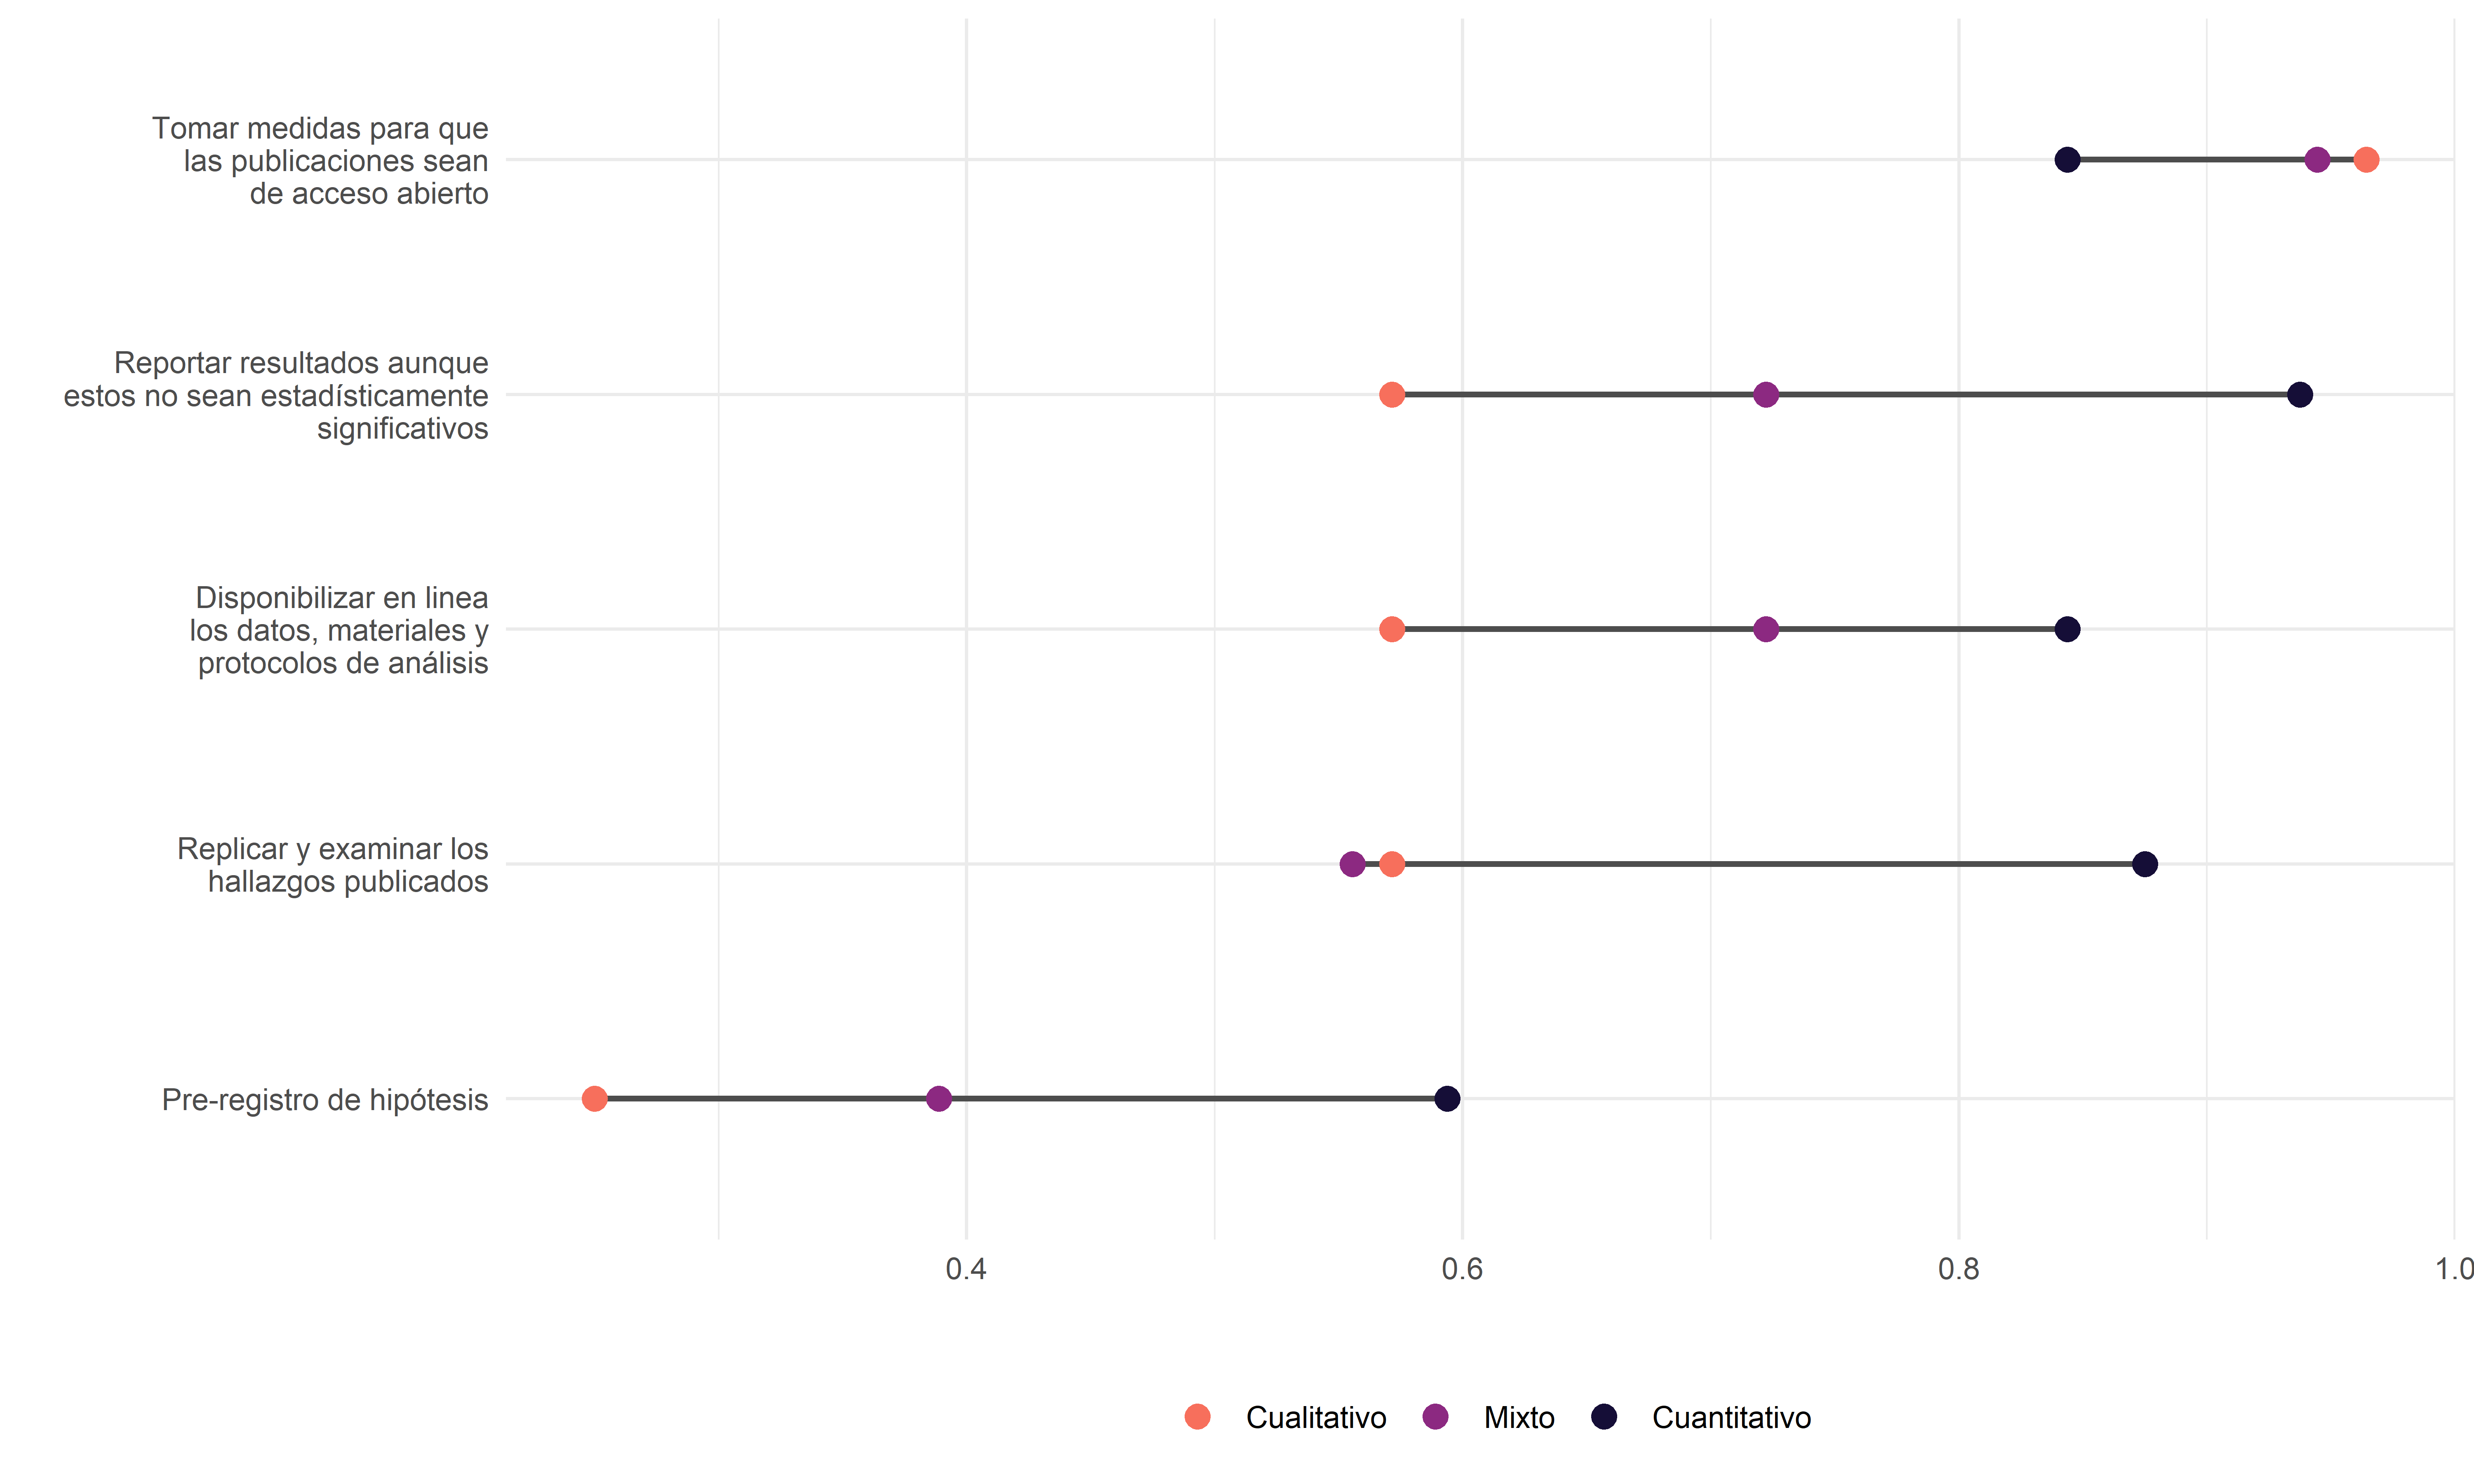 Tomar medidas para que
las publicaciones sean
de acceso abierto
Reportar resultados aunque
estos no sean estadísticamente
significativos
Disponibilizar en linea
los datos, materiales y
protocolos de análisis
Replicar y examinar los
hallazgos publicados
Pre-registro de hipótesis
0.4 0.6 0.8 1.0
Cualitativo Mixto Cuantitativo